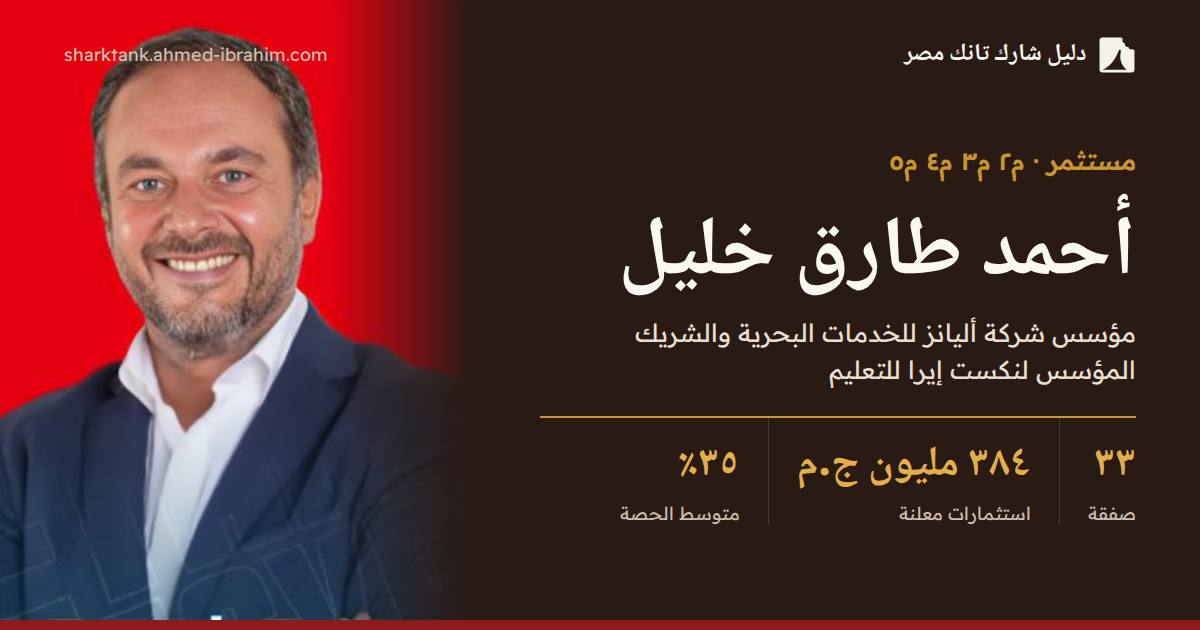 دليل شارك تانك مصر
sharktank.ahmed-ibrahim.com
مستثمر · م٢ م٣ م٤ م٥
أحمد طارق خليل
مؤسس شركة أليانز للخدمات البحرية والشريك
المؤسس لنكست إيرا للتعليم
٣٣
صفقة
٣٨٤ مليون ج.م
استثمارات معلنة
٣٥٪
متوسط الحصة